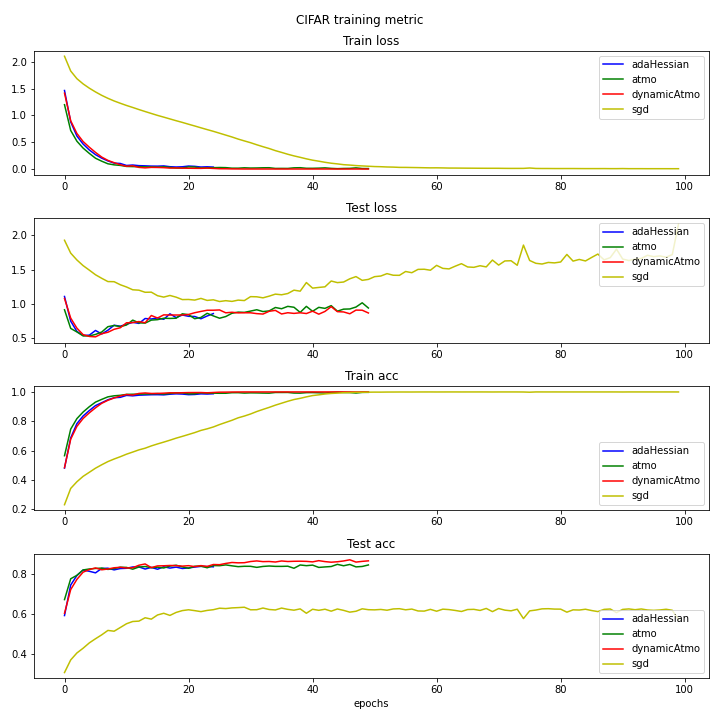 CIFAR training metric
Train loss
2.0
1.5
1.0
0.5
0.0
adaHessian
atmo
dynamicAtmo
sgd
0 20 40 60 80 100
Test loss
2.0
1.5
1.0
0.5
adaHessian
atmo
dynamicAtmo
sgd
0 20 40 60 80 100
Train acc
1.0
0.8
0.6
0.4
0.2
adaHessian
atmo
dynamicAtmo
sgd
0 20 40 60 80 100
Test acc
0.8
0.6
0.4
adaHessian
atmo
dynamicAtmo
sgd
0 20 40 60 80 100
epochs